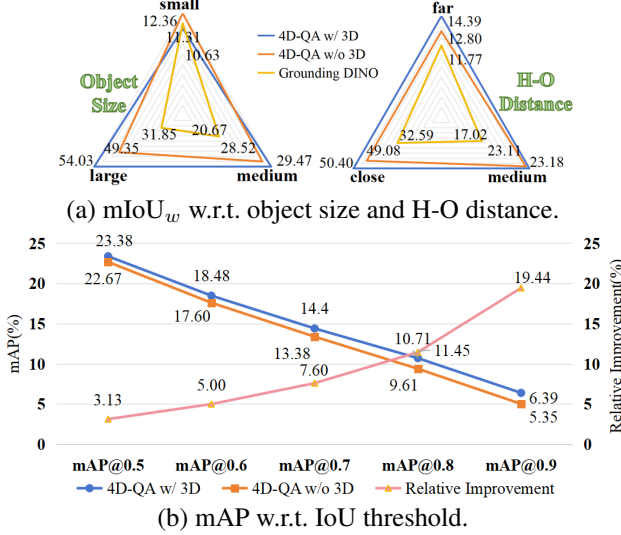 small
12.36
11.31
10.63
Object
Size
31.85
20.67
49.35
28.52
54.03
29.47
large
medium
4D-QA w/ 3D
4D-QA w/o 3D
Grounding DINO
far
14.39
12.80
11.77
H-O
Distance
32.59
17.02
49.08
23.11
50.40
23.18
close
medium
(a) mIoU_w w.r.t. object size and H-O distance.
25
20
15
10
5
0
mAP(%)
23.38
22.67
18.48
17.60
14.4
13.38
10.71
9.61
6.39
5.35
3.13
5.00
7.60
11.45
19.44
25
20
15
10
5
0
Relative Improvement(%)
mAP@0.5 mAP@0.6 mAP@0.7 mAP@0.8 mAP@0.9
4D-QA w/ 3D 4D-QA w/o 3D Relative Improvement
(b) mAP w.r.t. IoU threshold.